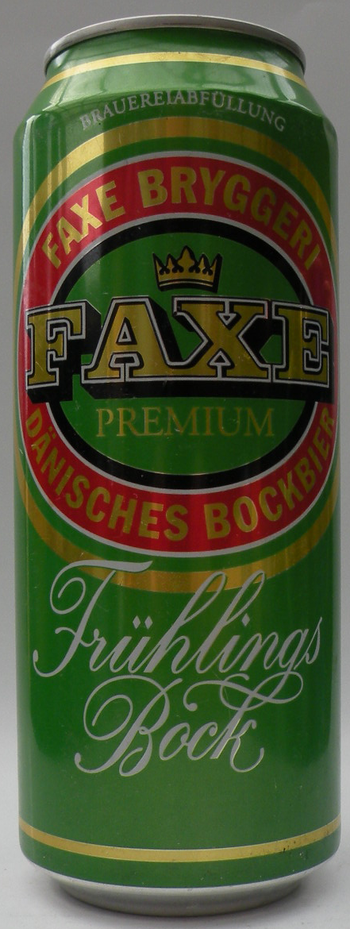 BRAUEREIABFÜLLUNG
FAXE BRYGGERI
FAXE
PREMIUM
DÄNISCHES BOCKBIER
Frühlings
Bock